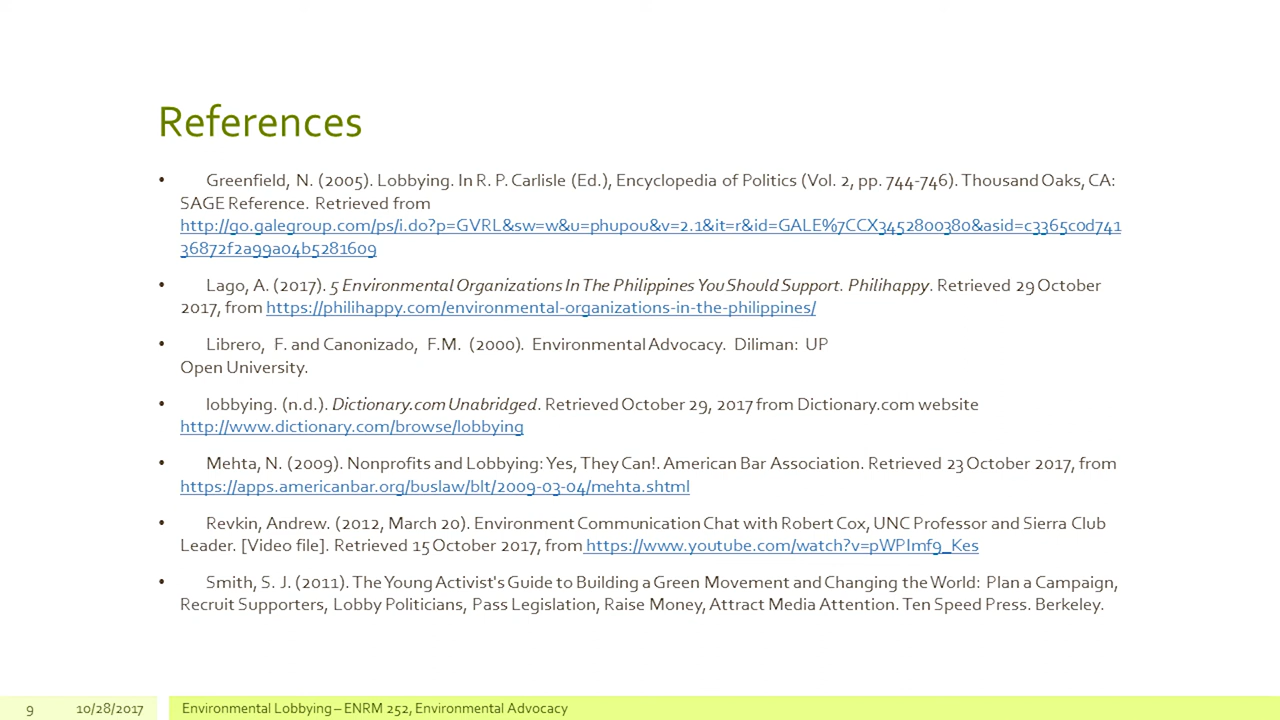 References
• Greenfield, N. (2005). Lobbying. In R. P. Carlisle (Ed.), Encyclopedia of Politics (Vol. 2, pp. 744-746). Thousand Oaks, CA:
SAGE Reference. Retrieved from
http://go.galegroup.com/ps/i.do?p=GVRL&sw=w&u=phupou&v=2.1&it=r&id=GALE%7CCX3452800380&asid=c3365c0d741
36872f2a99a04b5281609
• Lago, A. (2017). 5 Environmental Organizations In The Philippines You Should Support. Philihappy. Retrieved 29 October
2017, from https://philihappy.com/environmental-organizations-in-the-philippines/
• Librero, F. and Canonizado, F.M. (2000). Environmental Advocacy. Diliman: UP
Open University.
• lobbying. (n.d.). Dictionary.com Unabridged. Retrieved October 29, 2017 from Dictionary.com website
http://www.dictionary.com/browse/lobbying
• Mehta, N. (2009). Nonprofits and Lobbying: Yes, They Can!. American Bar Association. Retrieved 23 October 2017, from
https://apps.americanbar.org/buslaw/blt/2009-03-04/mehta.shtml
• Revkin, Andrew. (2012, March 20). Environment Communication Chat with Robert Cox, UNC Professor and Sierra Club
Leader. [Video file]. Retrieved 15 October 2017, from https://www.youtube.com/watch?v=pWPImf9_Kes
• Smith, S. J. (2011). The Young Activist's Guide to Building a Green Movement and Changing the World: Plan a Campaign,
Recruit Supporters, Lobby Politicians, Pass Legislation, Raise Money, Attract Media Attention. Ten Speed Press. Berkeley.
9 10/28/2017 Environmental Lobbying – ENRM 252, Environmental Advocacy